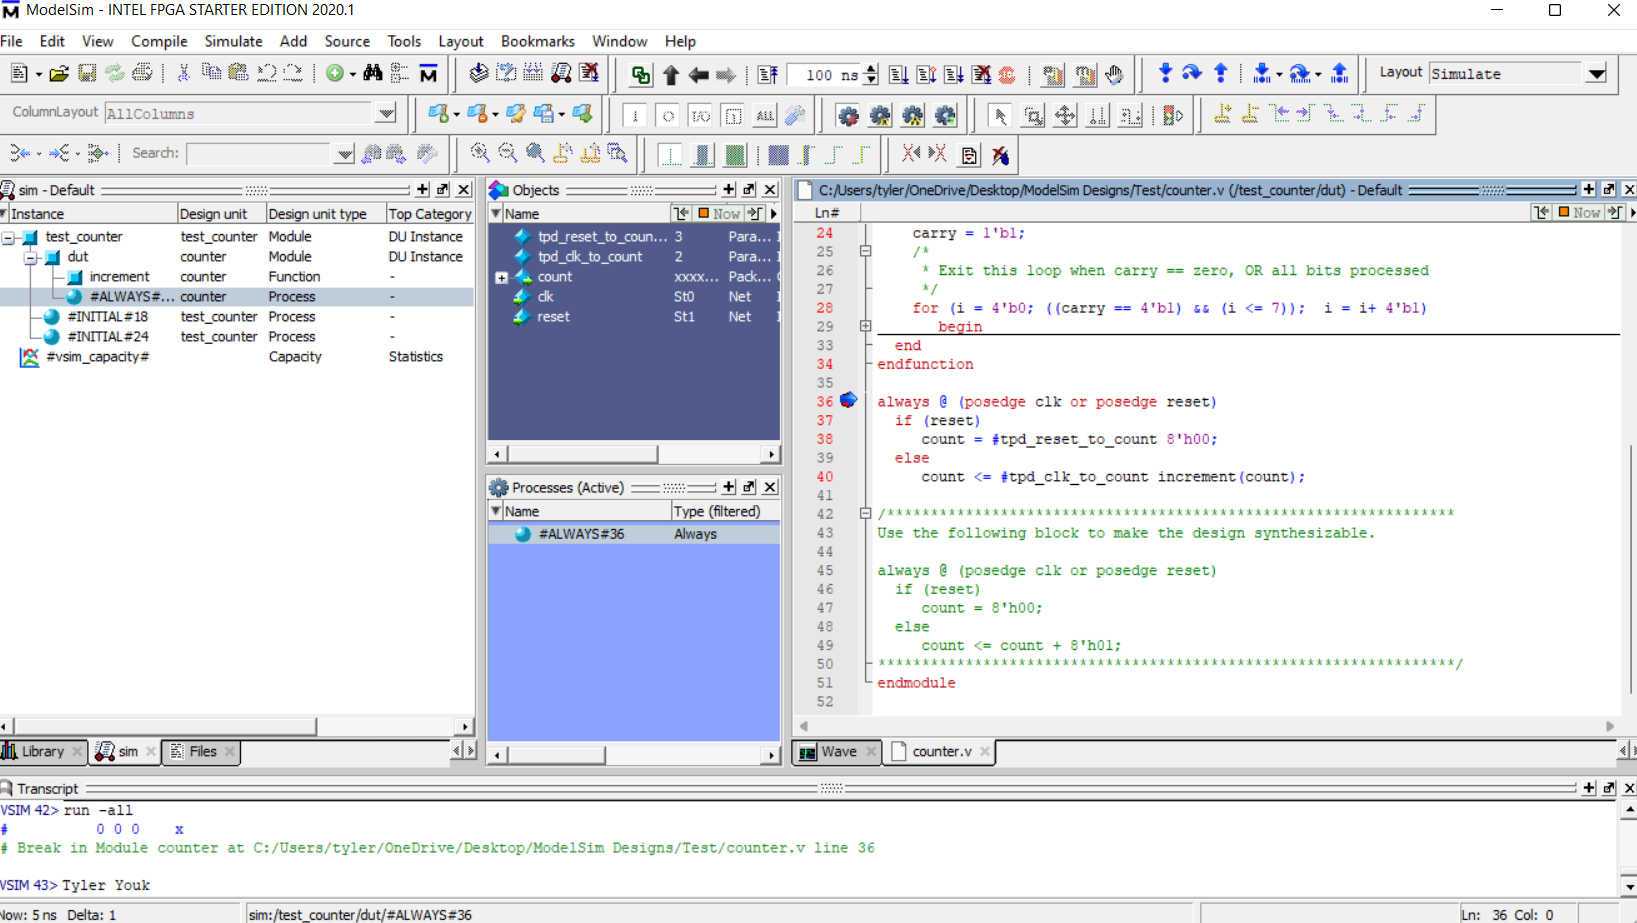 ModelSim - INTEL FPGA STARTER EDITION 2020.1
File Edit View Compile Simulate Add Source Tools Layout Bookmarks Window Help
100 ns
Layout Simulate
ColumnLayout AllColumns
ALL
Search:
sim - Default
Instance Design unit Design unit type Top Category
test_counter test_counter Module DU Instance
dut counter Module DU Instance
increment counter Function -
#ALWAYS#... counter Process -
#INITIAL#18 test_counter Process -
#INITIAL#24 test_counter Process -
#vsim_capacity# Capacity Statistics
Library sim Files
Objects
Name Now
tpd_reset_to_coun... 3 Para... I
tpd_clk_to_count 2 Para... I
count xxxx... Pack...
clk St0 Net I
reset St1 Net I
Processes (Active)
Name Type (filtered)
#ALWAYS#36 Always
C:/Users/tyler/OneDrive/Desktop/ModelSim Designs/Test/counter.v (/test_counter/dut) - Default
Ln# Now
24 carry = 1'b1;
25 /*
26 * Exit this loop when carry == zero, OR all bits processed
27 */
28 for (i = 4'b0; ((carry == 4'b1) && (i <= 7)); i = i+ 4'b1)
29 begin
33 end
34 endfunction
35
36 always @ (posedge clk or posedge reset)
37 if (reset)
38 count = #tpd_reset_to_count 8'h00;
39 else
40 count <= #tpd_clk_to_count increment(count);
41
42 /*****************************************************************
43 Use the following block to make the design synthesizable.
44
45 always @ (posedge clk or posedge reset)
46 if (reset)
47 count = 8'h00;
48 else
49 count <= count + 8'h01;
50 ******************************************************************/
51 endmodule
52
Wave counter.v
Transcript
VSIM 42> run -all
# 0 0 0 x
# Break in Module counter at C:/Users/tyler/OneDrive/Desktop/ModelSim Designs/Test/counter.v line 36
VSIM 43> Tyler Youk
Now: 5 ns Delta: 1 sim:/test_counter/dut/#ALWAYS#36 Ln: 36 Col: 0